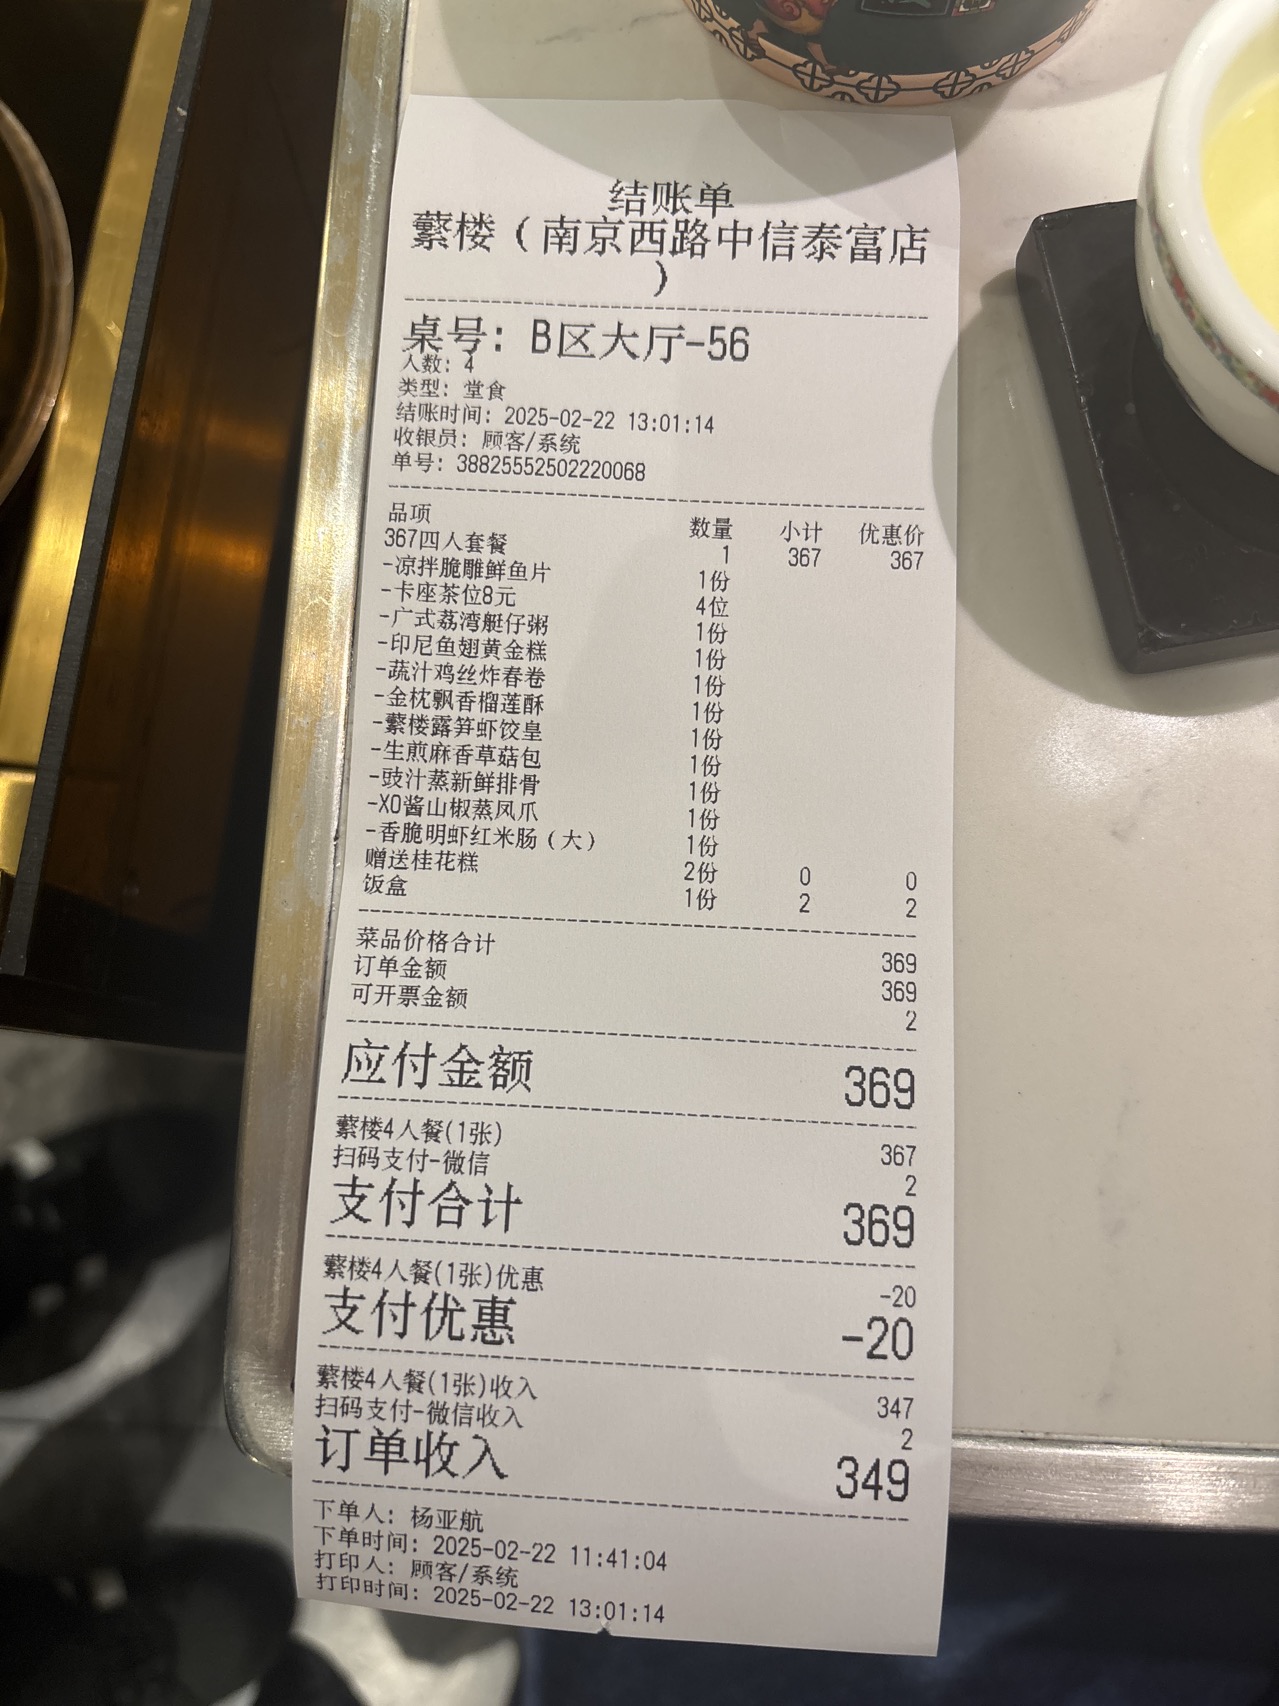 结账单
蘩楼（南京西路中信泰富店
）
桌号: B区大厅-56
人数: 4
类型: 堂食
结账时间: 2025-02-22 13:01:14
收银员: 顾客/系统
单号: 38825552502220068
品项 数量 小计 优惠价
367四人套餐 1 367 367
-凉拌脆雕鲜鱼片 1份
-卡座茶位8元 4位
-广式荔湾艇仔粥 1份
-印尼鱼翅黄金糕 1份
-蔬汁鸡丝炸春卷 1份
-金枕飘香榴莲酥 1份
-蘩楼露笋虾饺皇 1份
-生煎麻香草菇包 1份
-豉汁蒸新鲜排骨 1份
-XO酱山椒蒸凤爪 1份
-香脆明虾红米肠（大） 1份
赠送桂花糕 2份 0 0
饭盒 1份 2 2
菜品价格合计 369
订单金额 369
可开票金额 2
应付金额 369
蘩楼4人餐(1张) 367
扫码支付-微信 2
支付合计 369
蘩楼4人餐(1张)优惠 -20
支付优惠 -20
蘩楼4人餐(1张)收入 347
扫码支付-微信收入 2
订单收入 349
下单人: 杨亚航
下单时间: 2025-02-22 11:41:04
打印人: 顾客/系统
打印时间: 2025-02-22 13:01:14